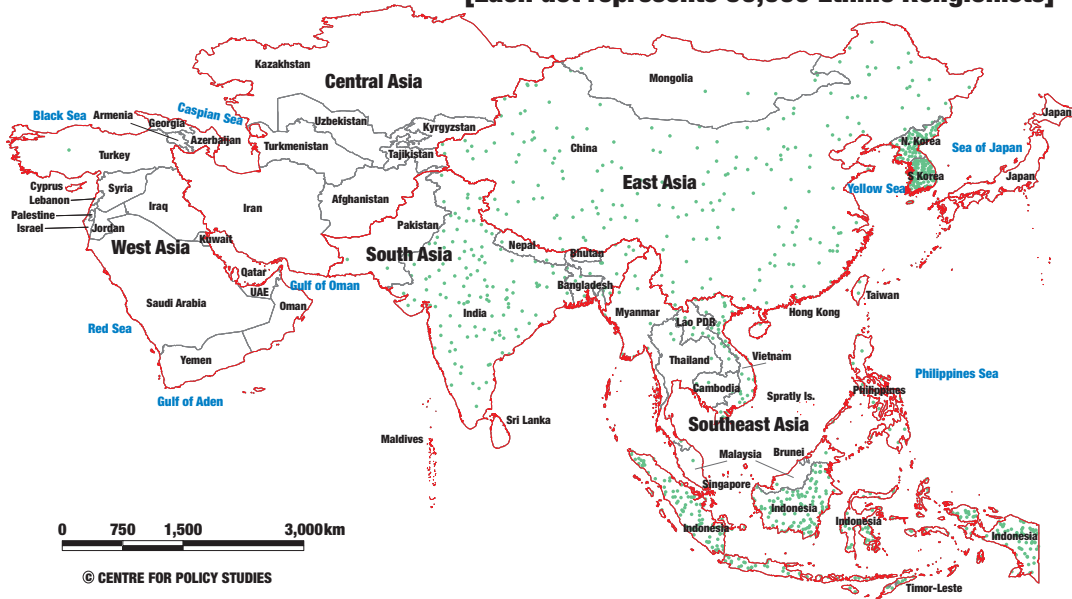 Kazakhstan
Central Asia
Mongolia
Black Sea
Armenia
Georgia
Caspian Sea
Azerbaijan
Uzbekistan
Kyrgyzstan
Turkmenistan
Tajikistan
Turkey
China
East Asia
N. Korea
S Korea
Sea of Japan
Japan
Japan
Yellow Sea
Cyprus
Lebanon
Palestine
Israel
Syria
Jordan
Iraq
Iran
Afghanistan
Pakistan
West Asia
Kuwait
South Asia
Nepal
Bhutan
Qatar
UAE
Gulf of Oman
Oman
Saudi Arabia
Bangladesh
India
Myanmar
Lao PDR
Hong Kong
Taiwan
Red Sea
Yemen
Gulf of Aden
Thailand
Vietnam
Cambodia
Spratly Is.
Philippines
Philippines Sea
Sri Lanka
Maldives
Southeast Asia
Malaysia
Brunei
Singapore
Indonesia
Indonesia
Indonesia
Indonesia
Timor-Leste
0 750 1,500 3,000km
© CENTRE FOR POLICY STUDIES